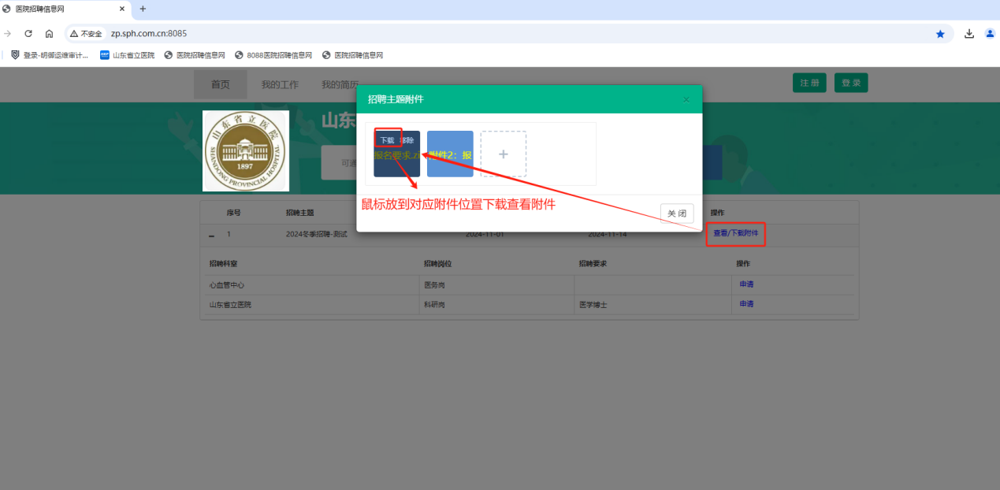 医院招聘信息网
不安全 zp.sph.com.cn:8085
登录-明御运维审计... 山东省立医院 医院招聘信息网 8088医院招聘信息网 医院招聘信息网
首页 我的工作 我的简历 注 册 登 录
招聘主题附件
山东省立医院
SHANDONG PROVINCIAL HOSPITAL
1897
山东
可通
下载 移除
报名要求.zi 附件2：报
鼠标放到对应附件位置下载查看附件
关 闭
序号 招聘主题 操作
1 2024冬季招聘-测试 2024-11-01 2024-11-14 查看/下载附件
招聘科室 招聘岗位 招聘要求 操作
心血管中心 医务岗 申请
山东省立医院 科研岗 医学博士 申请